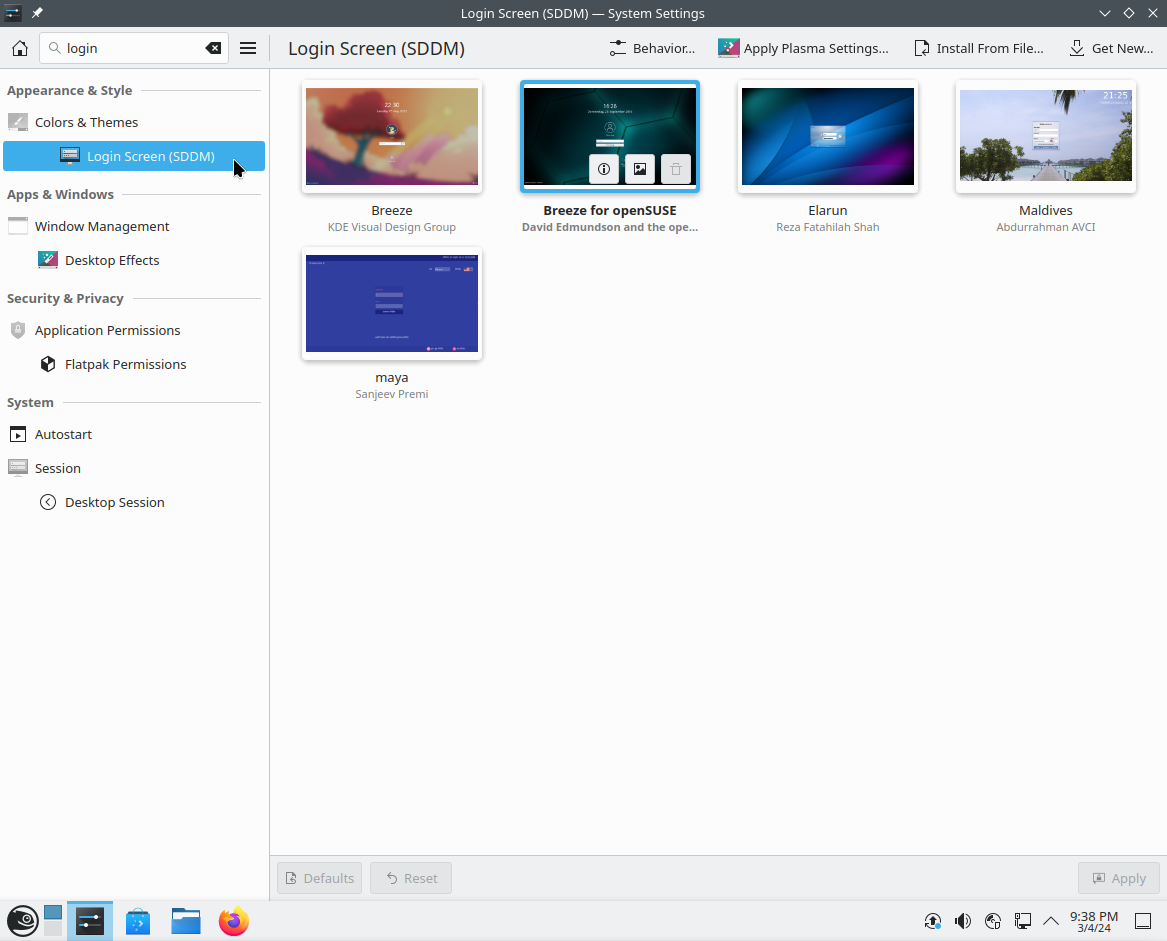 Login Screen (SDDM) — System Settings
login
Login Screen (SDDM)
Behavior...
Apply Plasma Settings...
Install From File...
Get New...
Appearance & Style
Colors & Themes
Login Screen (SDDM)
Apps & Windows
Window Management
Desktop Effects
Security & Privacy
Application Permissions
Flatpak Permissions
System
Autostart
Session
Desktop Session
22:30
Breeze
KDE Visual Design Group
16:28
Breeze for openSUSE
David Edmundson and the ope...
Elarun
Reza Fatahilah Shah
21:25
Maldives
Abdurrahman AVCI
maya
Sanjeev Premi
Defaults
Reset
Apply
9:38 PM
3/4/24